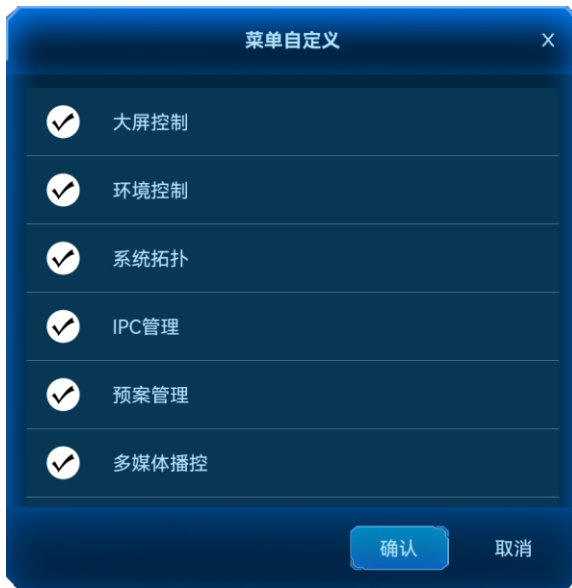 菜单自定义 X
大屏控制
环境控制
系统拓扑
IPC管理
预案管理
多媒体播控
确认 取消